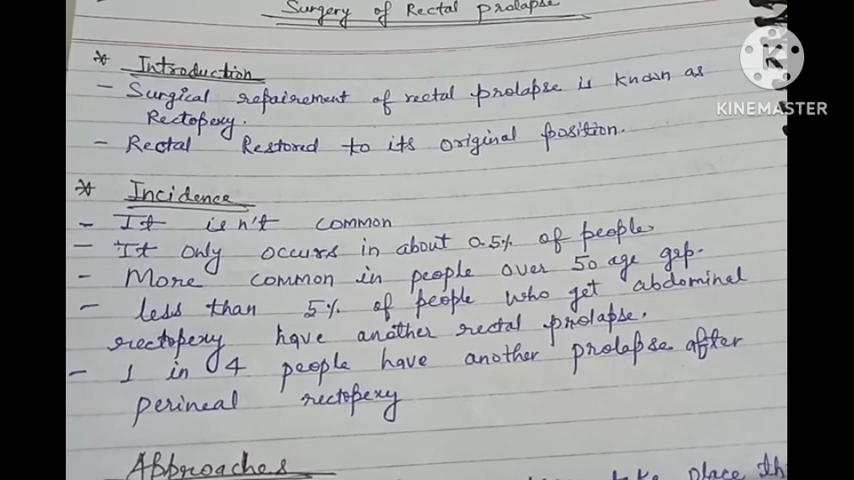 Surgery of Rectal prolapse
* Introduction
- Surgical repairement of rectal prolapse is known as
Rectopexy.
- Rectal Restored to its original position.
* Incidence
- It isn't common
- It only occurs in about 0.5% of people.
- More common in people over 50 age gap.
- less than 5% of people who get abdominal
rectopexy have another rectal prolapse.
- 1 in 4 people have another prolapse after
perineal rectopexy
Approaches
place th
K
KINEMASTER